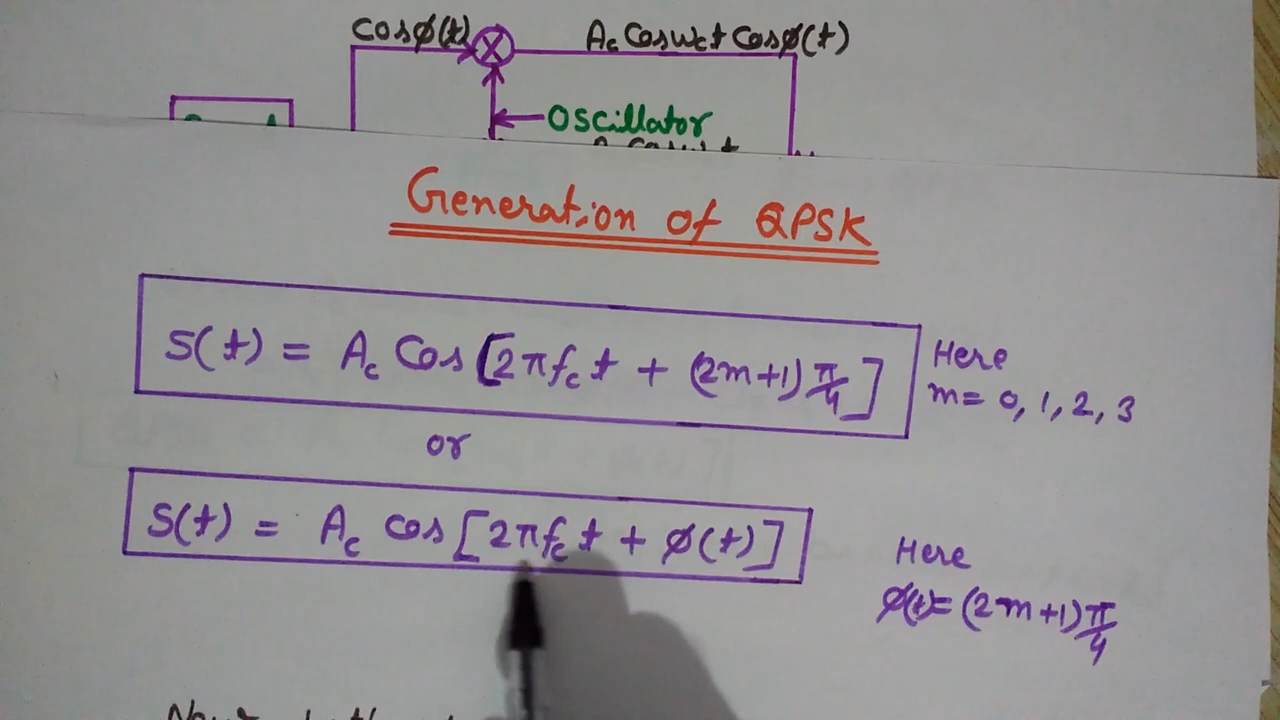 cosφ(t) Ac Cosωct Cosφ(t)
Oscillator
Generation of QPSK
S(t) = Ac Cos[2πfct + (2m+1)π/4]
Here
m= 0, 1, 2, 3
or
S(t) = Ac cos[2πfct + φ(t)]
Here
φ(t)= (2m+1)π/4